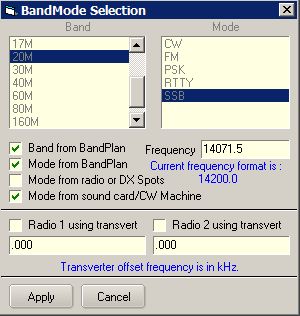 BandMode Selection
Band
Mode
17M
20M
30M
40M
60M
80M
160M
CW
FM
PSK
RTTY
SSB
Band from BandPlan
Mode from BandPlan
Mode from radio or DX Spots
Mode from sound card/CW Machine
Frequency 14071.5
Current frequency format is :
14200.0
Radio 1 using transvert
Radio 2 using transvert
.000
.000
Transverter offset frequency is in kHz.
Apply
Cancel